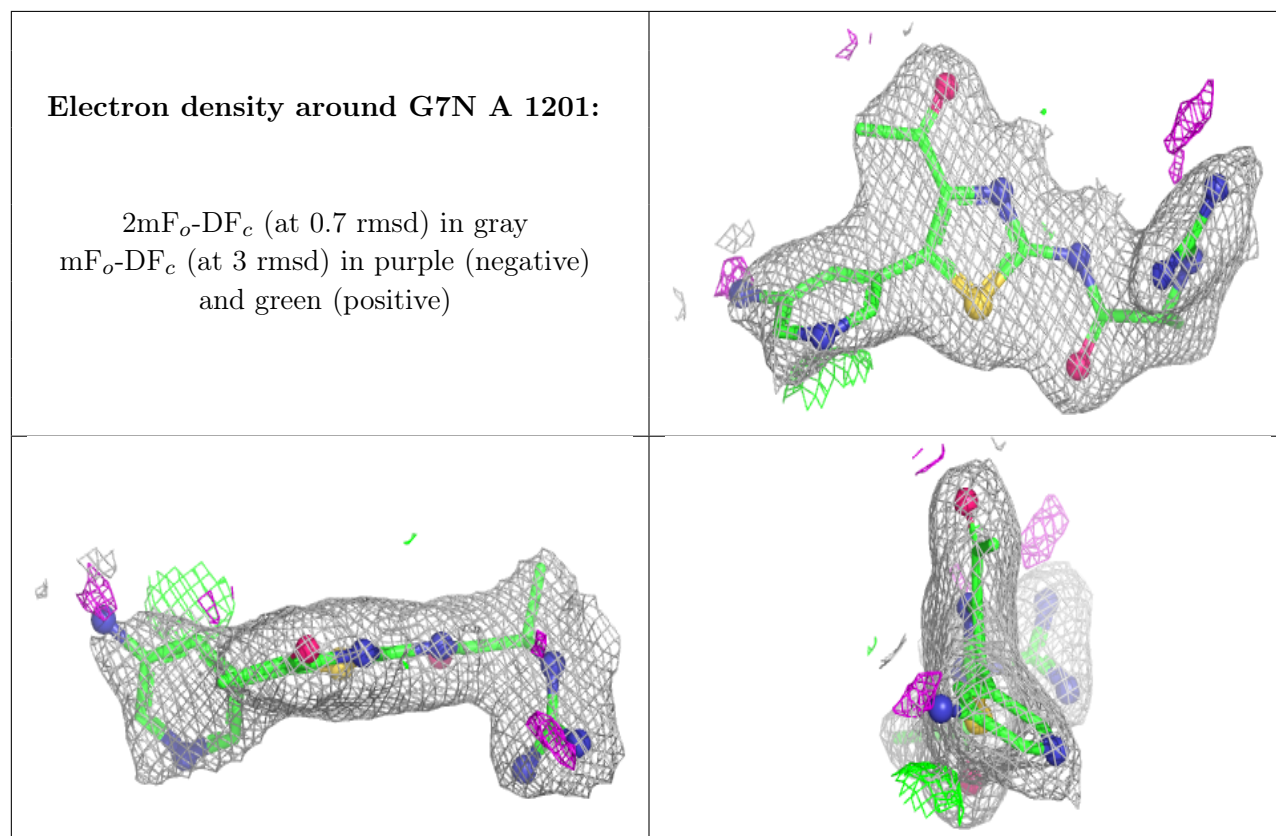 Electron density around G7N A 1201:
2mFo-DFc (at 0.7 rmsd) in gray
mFo-DFc (at 3 rmsd) in purple (negative)
and green (positive)